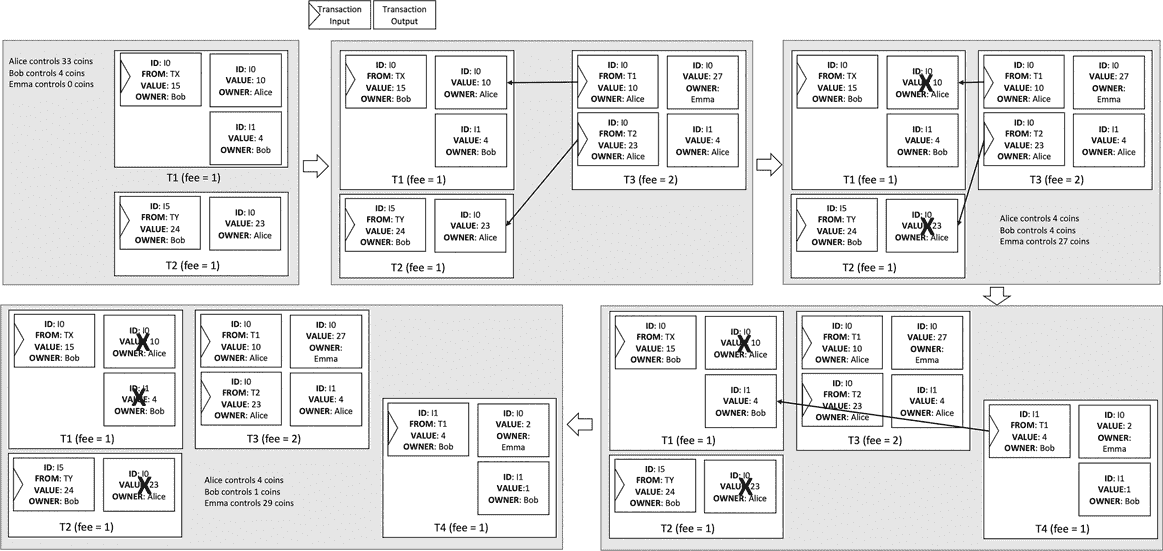 Transaction
Input
Transaction
Output
Alice controls 33 coins
Bob controls 4 coins
Emma controls 0 coins
ID: I0
FROM: TX
VALUE: 15
OWNER: Bob
ID: I0
VALUE: 10
OWNER: Alice
ID: I1
VALUE: 4
OWNER: Bob
T1 (fee = 1)
ID: I5
FROM: TY
VALUE: 24
OWNER: Bob
ID: I0
VALUE: 23
OWNER: Alice
T2 (fee = 1)
ID: I0
FROM: TX
VALUE: 15
OWNER: Bob
ID: I0
VALUE: 10
OWNER: Alice
ID: I1
VALUE: 4
OWNER: Bob
T1 (fee = 1)
ID: I5
FROM: TY
VALUE: 24
OWNER: Bob
ID: I0
VALUE: 23
OWNER: Alice
T2 (fee = 1)
ID: I0
FROM: T1
VALUE: 10
OWNER: Alice
ID: I0
VALUE: 27
OWNER:
Emma
ID: I0
FROM: T2
VALUE: 23
OWNER: Alice
ID: I1
VALUE: 4
OWNER: Alice
T3 (fee = 2)
ID: I0
FROM: TX
VALUE: 15
OWNER: Bob
ID: I0
VALUE: 10
OWNER: Alice
ID: I1
VALUE: 4
OWNER: Bob
T1 (fee = 1)
ID: I5
FROM: TY
VALUE: 24
OWNER: Bob
ID: I0
VALUE: 23
OWNER: Alice
T2 (fee = 1)
ID: I0
FROM: T1
VALUE: 10
OWNER: Alice
ID: I0
VALUE: 27
OWNER:
Emma
ID: I0
FROM: T2
VALUE: 23
OWNER: Alice
ID: I1
VALUE: 4
OWNER: Alice
T3 (fee = 2)
Alice controls 4 coins
Bob controls 4 coins
Emma controls 27 coins
ID: I0
FROM: TX
VALUE: 15
OWNER: Bob
ID: I0
VALUE: 10
OWNER: Alice
ID: I1
VALUE: 4
OWNER: Bob
T1 (fee = 1)
ID: I5
FROM: TY
VALUE: 24
OWNER: Bob
ID: I0
VALUE: 23
OWNER: Alice
T2 (fee = 1)
ID: I0
FROM: T1
VALUE: 10
OWNER: Alice
ID: I0
VALUE: 27
OWNER:
Emma
ID: I0
FROM: T2
VALUE: 23
OWNER: Alice
ID: I1
VALUE: 4
OWNER: Alice
T3 (fee = 2)
ID: I1
FROM: T1
VALUE: 4
OWNER: Bob
ID: I0
VALUE: 2
OWNER:
Emma
ID: I1
VALUE:1
OWNER: Bob
T4 (fee = 1)
Alice controls 4 coins
Bob controls 1 coins
Emma controls 29 coins
ID: I0
FROM: TX
VALUE: 15
OWNER: Bob
ID: I0
VALUE: 10
OWNER: Alice
ID: I1
VALUE: 4
OWNER: Bob
T1 (fee = 1)
ID: I5
FROM: TY
VALUE: 24
OWNER: Bob
ID: I0
VALUE: 23
OWNER: Alice
T2 (fee = 1)
ID: I0
FROM: T1
VALUE: 10
OWNER: Alice
ID: I0
VALUE: 27
OWNER:
Emma
ID: I0
FROM: T2
VALUE: 23
OWNER: Alice
ID: I1
VALUE: 4
OWNER: Alice
T3 (fee = 2)
ID: I1
FROM: T1
VALUE: 4
OWNER: Bob
ID: I0
VALUE: 2
OWNER:
Emma
ID: I1
VALUE:1
OWNER: Bob
T4 (fee = 1)